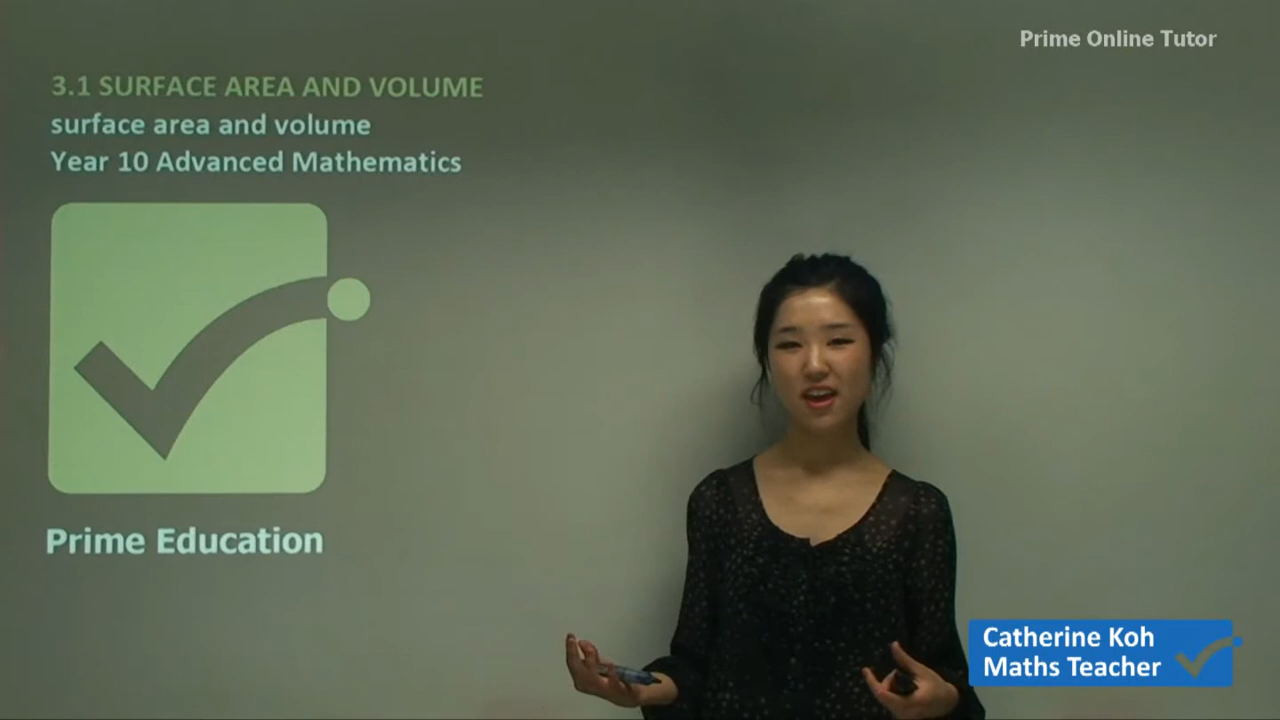 Prime Online Tutor
3.1 SURFACE AREA AND VOLUME
surface area and volume
Year 10 Advanced Mathematics
Prime Education
Catherine Koh
Maths Teacher